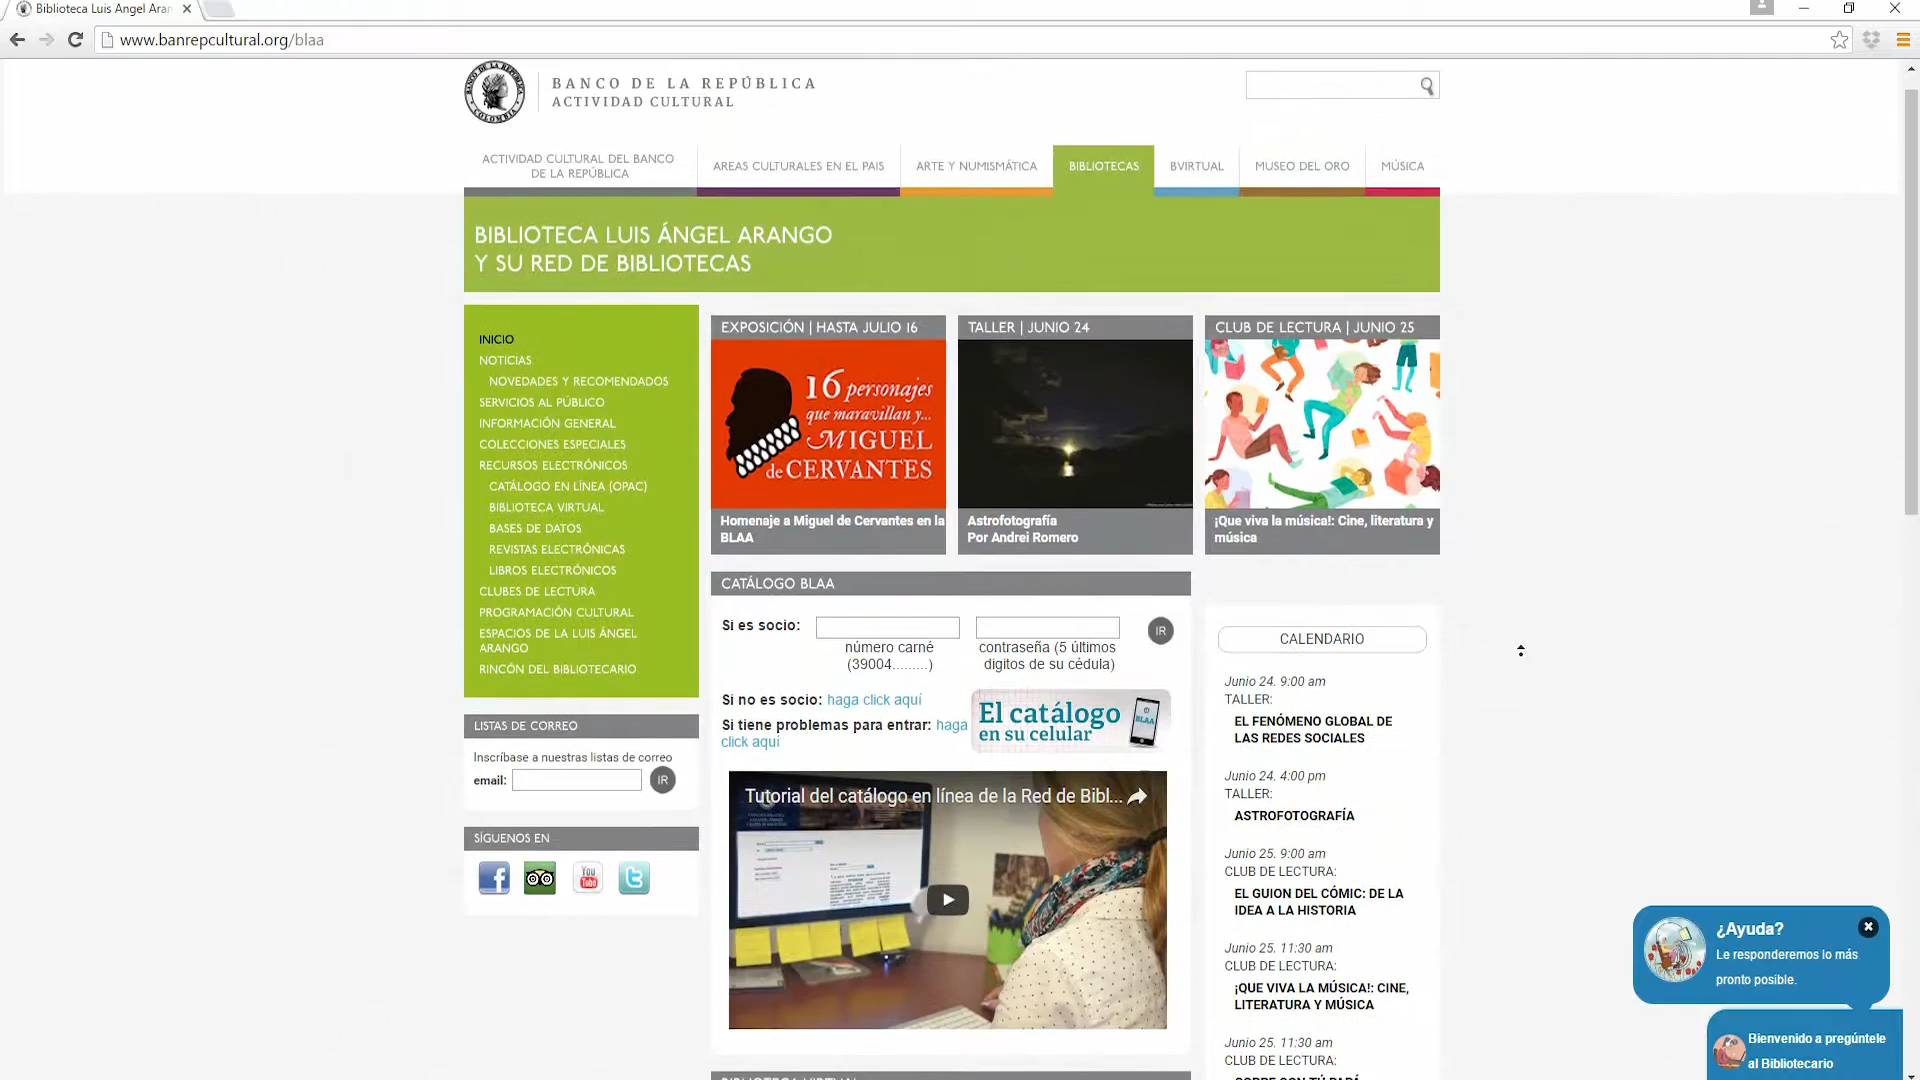 Biblioteca Luis Angel Aran
www.banrepcultural.org/blaa
BANCO DE LA REPÚBLICA
ACTIVIDAD CULTURAL
ACTIVIDAD CULTURAL DEL BANCO
DE LA REPÚBLICA
AREAS CULTURALES EN EL PAIS
ARTE Y NUMISMÁTICA
BIBLIOTECAS
BVIRTUAL
MUSEO DEL ORO
MÚSICA
BIBLIOTECA LUIS ÁNGEL ARANGO
Y SU RED DE BIBLIOTECAS
INICIO
NOTICIAS
NOVEDADES Y RECOMENDADOS
SERVICIOS AL PÚBLICO
INFORMACIÓN GENERAL
COLECCIONES ESPECIALES
RECURSOS ELECTRÓNICOS
CATÁLOGO EN LÍNEA (OPAC)
BIBLIOTECA VIRTUAL
BASES DE DATOS
REVISTAS ELECTRÓNICAS
LIBROS ELECTRÓNICOS
CLUBES DE LECTURA
PROGRAMACIÓN CULTURAL
ESPACIOS DE LA LUIS ÁNGEL
ARANGO
RINCÓN DEL BIBLIOTECARIO
LISTAS DE CORREO
Inscríbase a nuestras listas de correo
email:
IR
SÍGUENOS EN
You
Tube
EXPOSICIÓN | HASTA JULIO 16
16 personajes
que maravillan y...
MIGUEL
de CERVANTES
Homenaje a Miguel de Cervantes en la
BLAA
TALLER | JUNIO 24
Astrofotografía
Por Andrei Romero
CLUB DE LECTURA | JUNIO 25
¡Que viva la música!: Cine, literatura y
música
CATÁLOGO BLAA
Si es socio:
IR
número carné
(39004.........)
contraseña (5 últimos
digitos de su cédula)
Si no es socio: haga click aquí
Si tiene problemas para entrar: haga
click aquí
El catálogo
en su celular
BLAA
Tutorial del catálogo en línea de la Red de Bibl...
CALENDARIO
Junio 24. 9:00 am
TALLER:
EL FENÓMENO GLOBAL DE
LAS REDES SOCIALES
Junio 24. 4:00 pm
TALLER:
ASTROFOTOGRAFÍA
Junio 25. 9:00 am
CLUB DE LECTURA:
EL GUION DEL CÓMIC: DE LA
IDEA A LA HISTORIA
Junio 25. 11:30 am
CLUB DE LECTURA:
¡QUE VIVA LA MÚSICA!: CINE,
LITERATURA Y MÚSICA
Junio 25. 11:30 am
CLUB DE LECTURA:
¿Ayuda?
Le responderemos lo más
pronto posible.
Bienvenido a pregúntele
al Bibliotecario